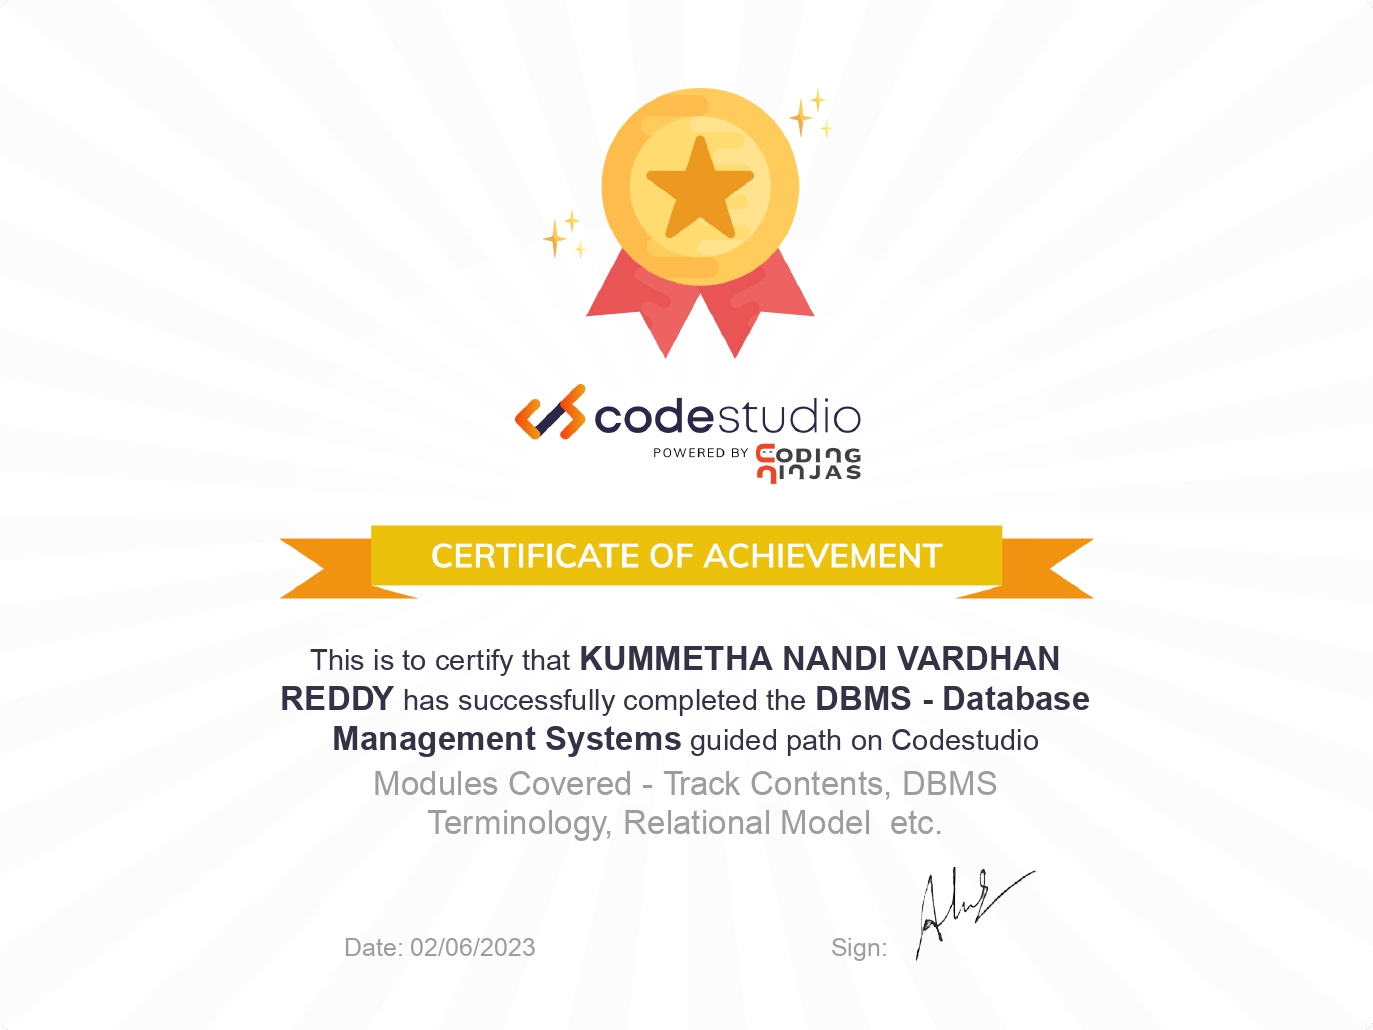 codestudio
POWERED BY CODING NINJAS
CERTIFICATE OF ACHIEVEMENT
This is to certify that KUMMETHA NANDI VARDHAN
REDDY has successfully completed the DBMS - Database
Management Systems guided path on Codestudio
Modules Covered - Track Contents, DBMS
Terminology, Relational Model  etc.
Date: 02/06/2023
Sign: